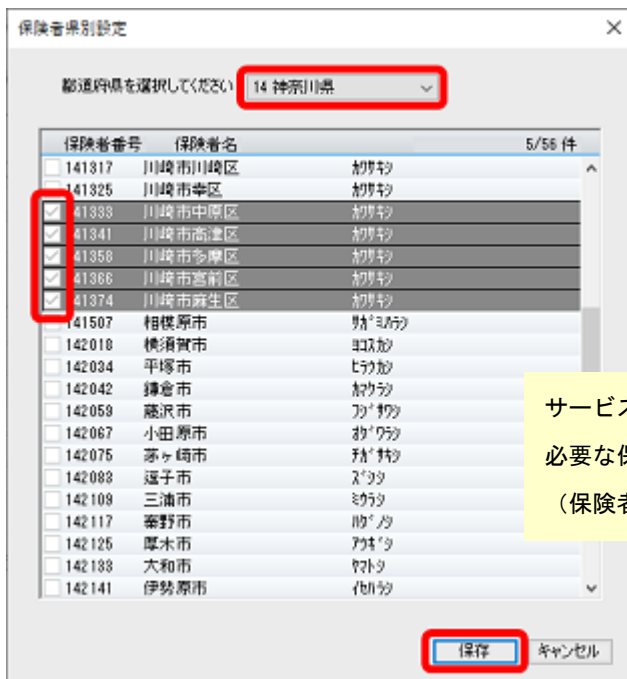 保険者県別設定
都道府県を選択してください 14 神奈川県
保険者番号 保険者名 5/56 件
141317 川崎市川崎区 ｶﾜｻｷｼ
141325 川崎市幸区 ｶﾜｻｷｼ
141333 川崎市中原区 ｶﾜｻｷｼ
141341 川崎市高津区 ｶﾜｻｷｼ
141358 川崎市多摩区 ｶﾜｻｷｼ
141366 川崎市宮前区 ｶﾜｻｷｼ
141374 川崎市麻生区 ｶﾜｻｷｼ
141507 相模原市 ｻｶﾞﾐﾊﾗｼ
142018 横須賀市 ﾖｺｽｶｼ
142034 平塚市 ﾋﾗﾂｶｼ
142042 鎌倉市 ｶﾏｸﾗｼ
142059 藤沢市 ﾌｼﾞｻﾜｼ
142067 小田原市 ｵﾀﾞﾜﾗｼ
142075 茅ヶ崎市 ﾁｶﾞｻｷｼ
142083 逗子市 ｽﾞｼｼ
142109 三浦市 ﾐｳﾗｼ
142117 秦野市 ﾊﾀﾞﾉｼ
142125 厚木市 ｱﾂｷﾞｼ
142133 大和市 ﾔﾏﾄｼ
142141 伊勢原市 ｲｾﾊﾗｼ
サービス
必要な保
（保険者
保存 キャンセル